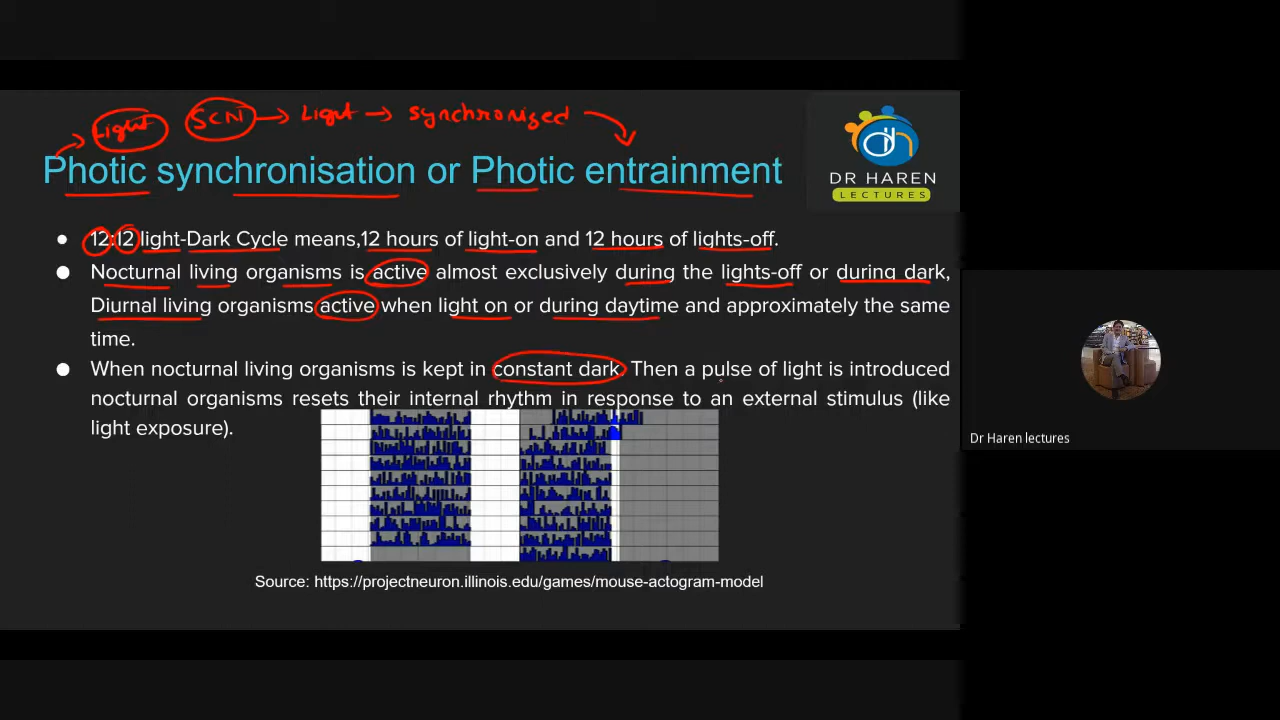 Light SCN → Light → synchronized
Photic synchronisation or Photic entrainment
DR HAREN
LECTURES
12:12 light-Dark Cycle means,12 hours of light-on and 12 hours of lights-off.
Nocturnal living organisms is active almost exclusively during the lights-off or during dark,
Diurnal living organisms active when light on or during daytime and approximately the same
time.
When nocturnal living organisms is kept in constant dark. Then a pulse of light is introduced
nocturnal organisms resets their internal rhythm in response to an external stimulus (like
light exposure).
Source: https://projectneuron.illinois.edu/games/mouse-actogram-model
Dr Haren lectures